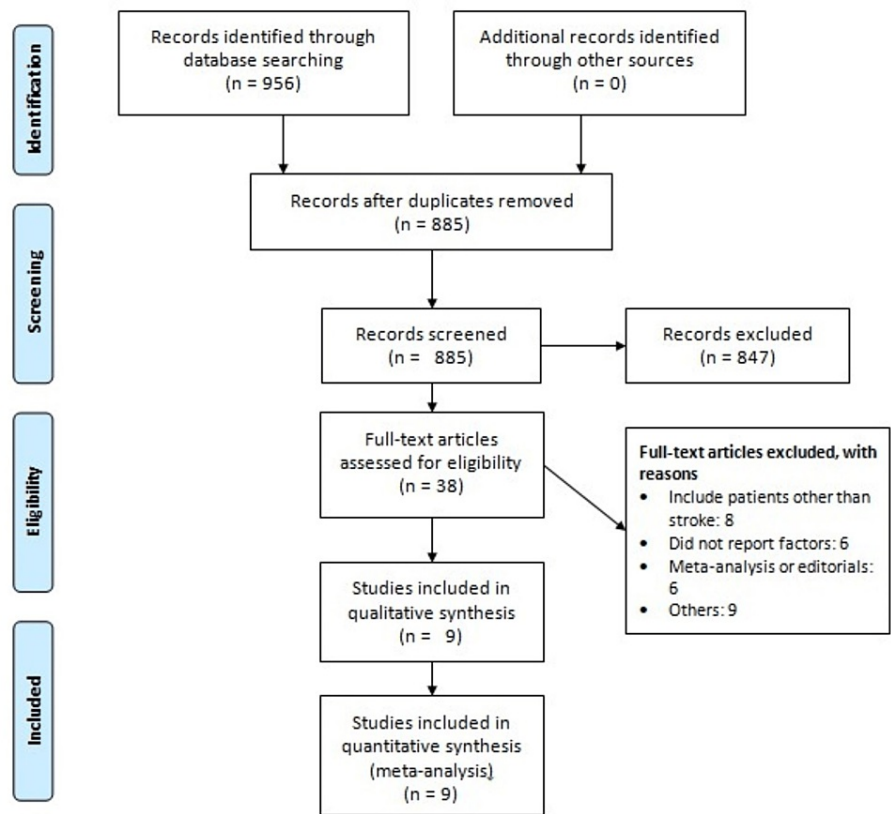 Identification
Records identified through
database searching
(n = 956)
Additional records identified
through other sources
(n = 0)
Records after duplicates removed
(n = 885)
Screening
Records screened
(n = 885)
Records excluded
(n = 847)
Eligibility
Full-text articles
assessed for eligibility
(n = 38)
Full-text articles excluded, with
reasons
• Include patients other than
stroke: 8
• Did not report factors: 6
• Meta-analysis or editorials:
6
• Others: 9
Studies included in
qualitative synthesis
(n = 9)
Included
Studies included in
quantitative synthesis
(meta-analysis)
(n = 9)